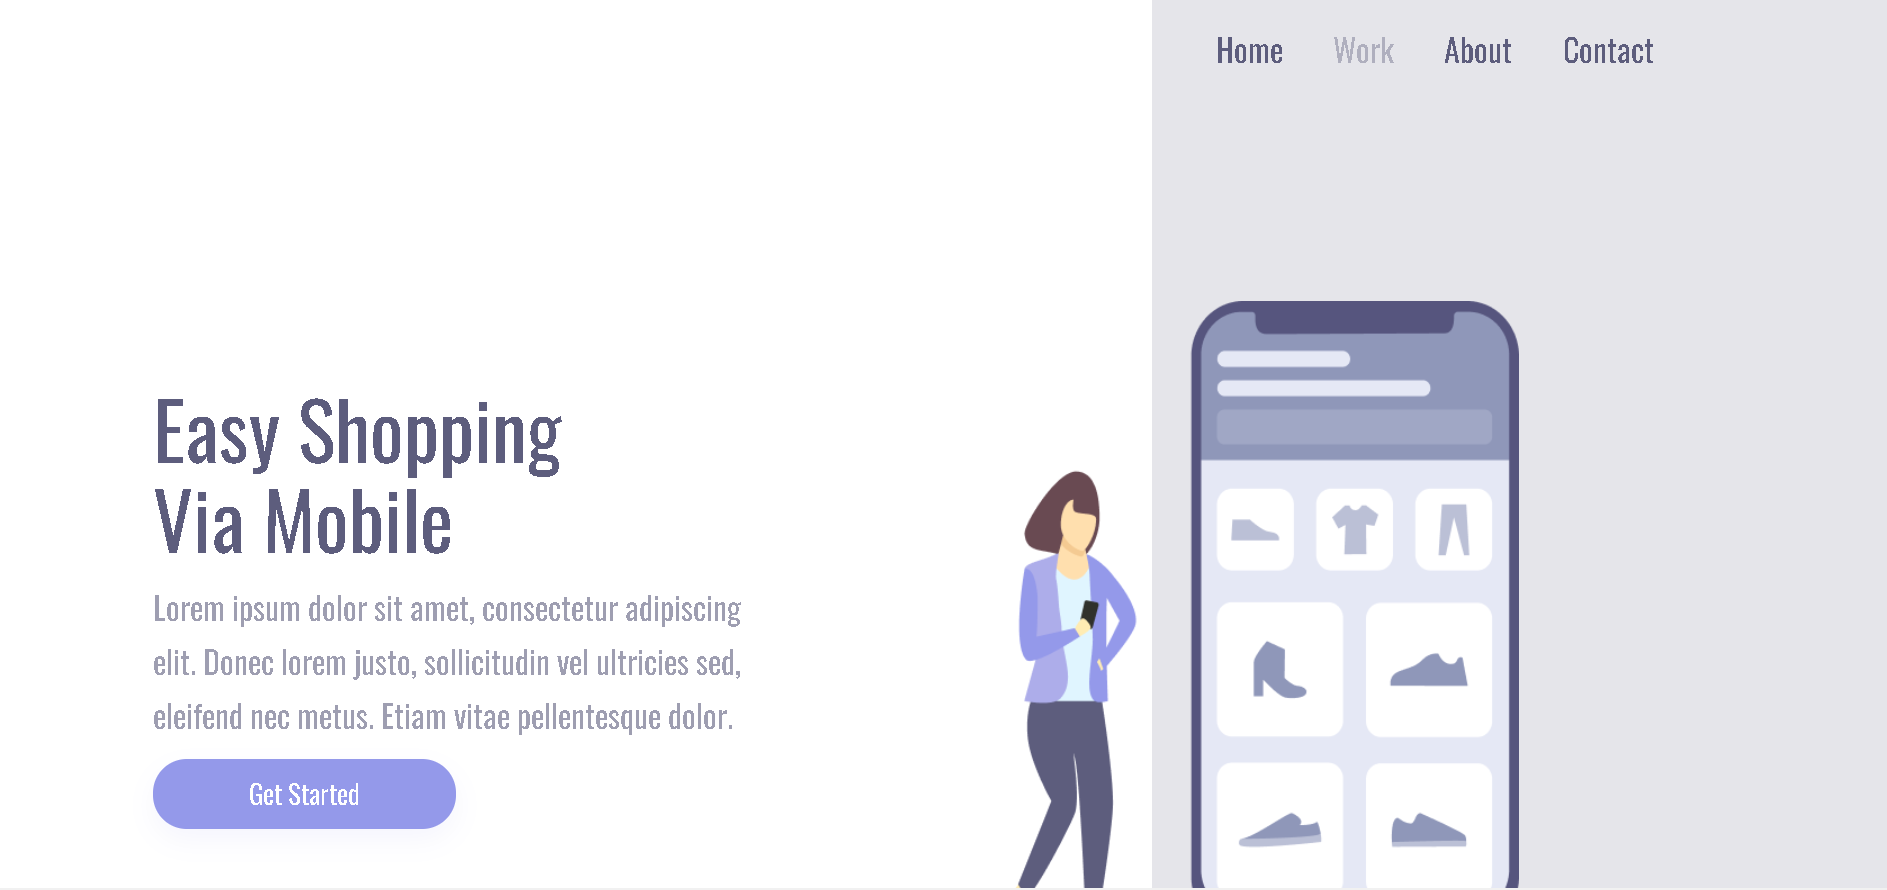 Home Work About Contact
Easy Shopping
Via Mobile
Lorem ipsum dolor sit amet, consectetur adipiscing
elit. Donec lorem justo, sollicitudin vel ultricies sed,
eleifend nec metus. Etiam vitae pellentesque dolor.
Get Started